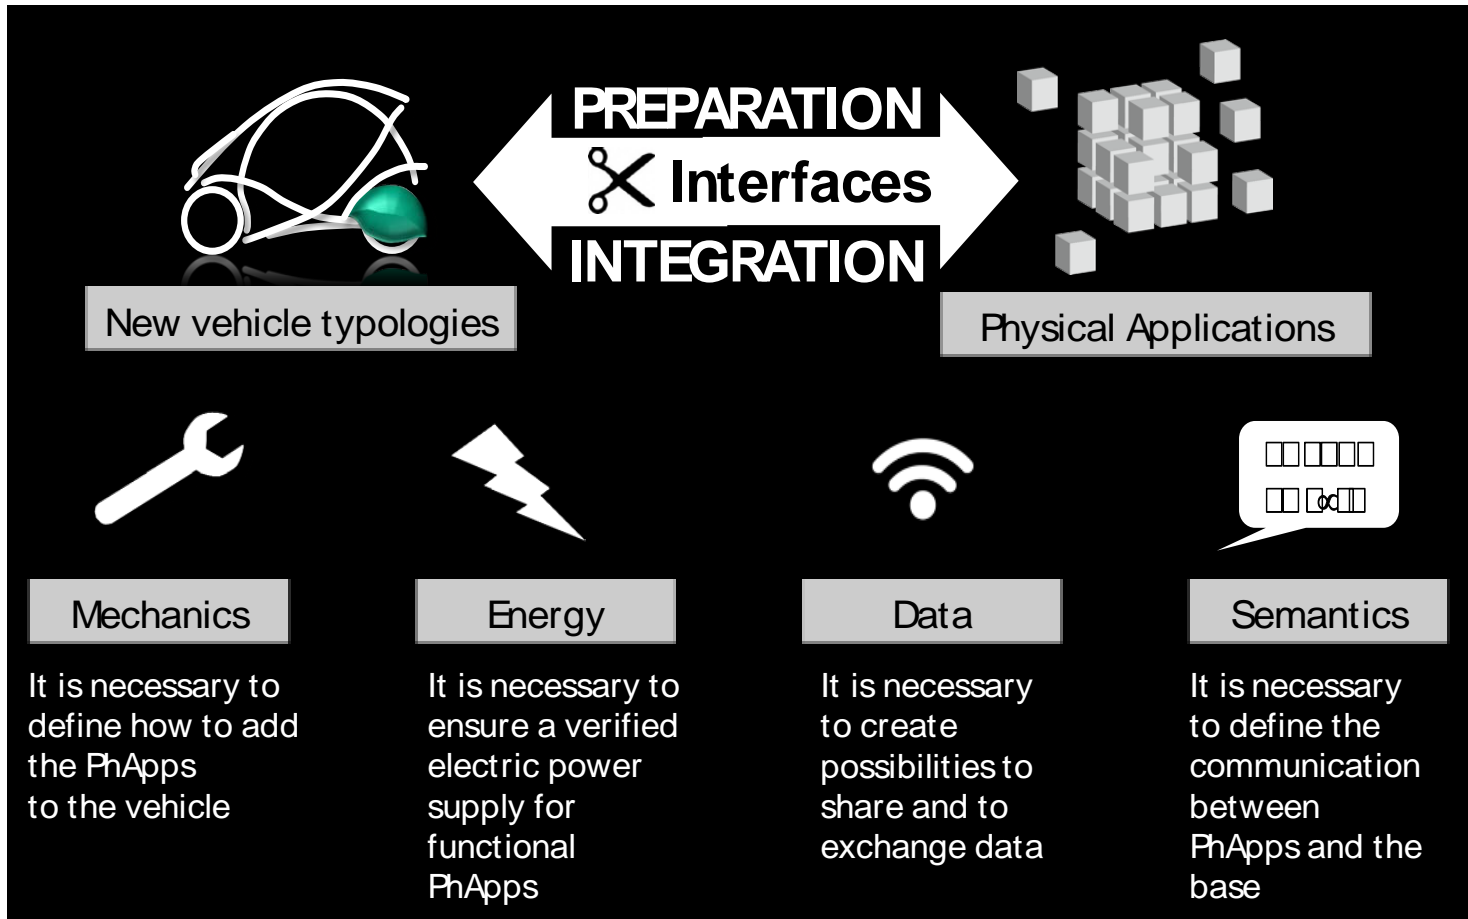 PREPARATION
Interfaces
INTEGRATION
New vehicle typologies
Physical Applications
Mechanics
It is necessary to
define how to add
the PhApps
to the vehicle
Energy
It is necessary to
ensure a verified
electric power
supply for
functional
PhApps
Data
It is necessary
to create
possibilities to
share and to
exchange data
Semantics
It is necessary
to define the
communication
between
PhApps and the
base